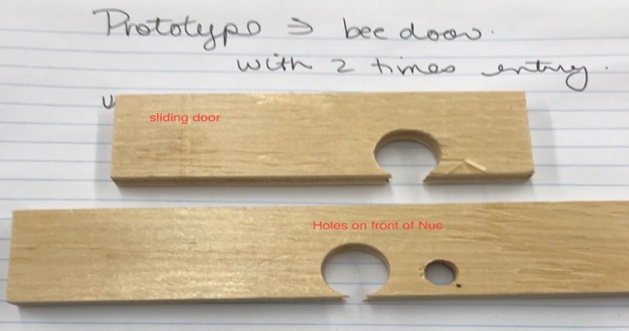 Prototype ⊃ bee door.
with 2 times entry.
sliding door
Holes on front of Nuc